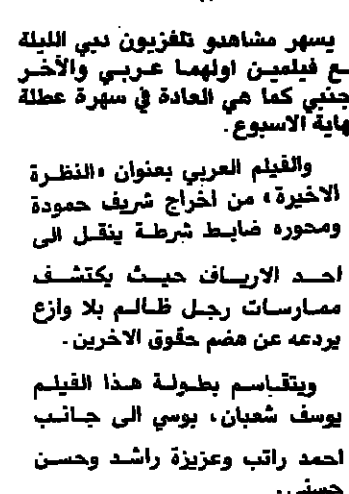 يسهر مشاهدو تلفزيون دبي الليلة
ـع فيلمين اولهما عربي والأخر
جنبي كما هي العادة في سهرة عطلة
هاية الاسبوع.
والفيلم العربي بعنوان «النظرة
الاخيرة» من اخراج شريف حمودة
ومحوره ضابط شرطة ينقل الى
احد الارياف حيث يكتشف
ممارسات رجل ظالم بلا وازع
يردعه عن هضم حقوق الاخرين.
ويتقاسم بطولة هذا الفيلم
يوسف شعبان، بوسي الى جانب
احمد راتب وعزيزة راشد وحسن
حسني.